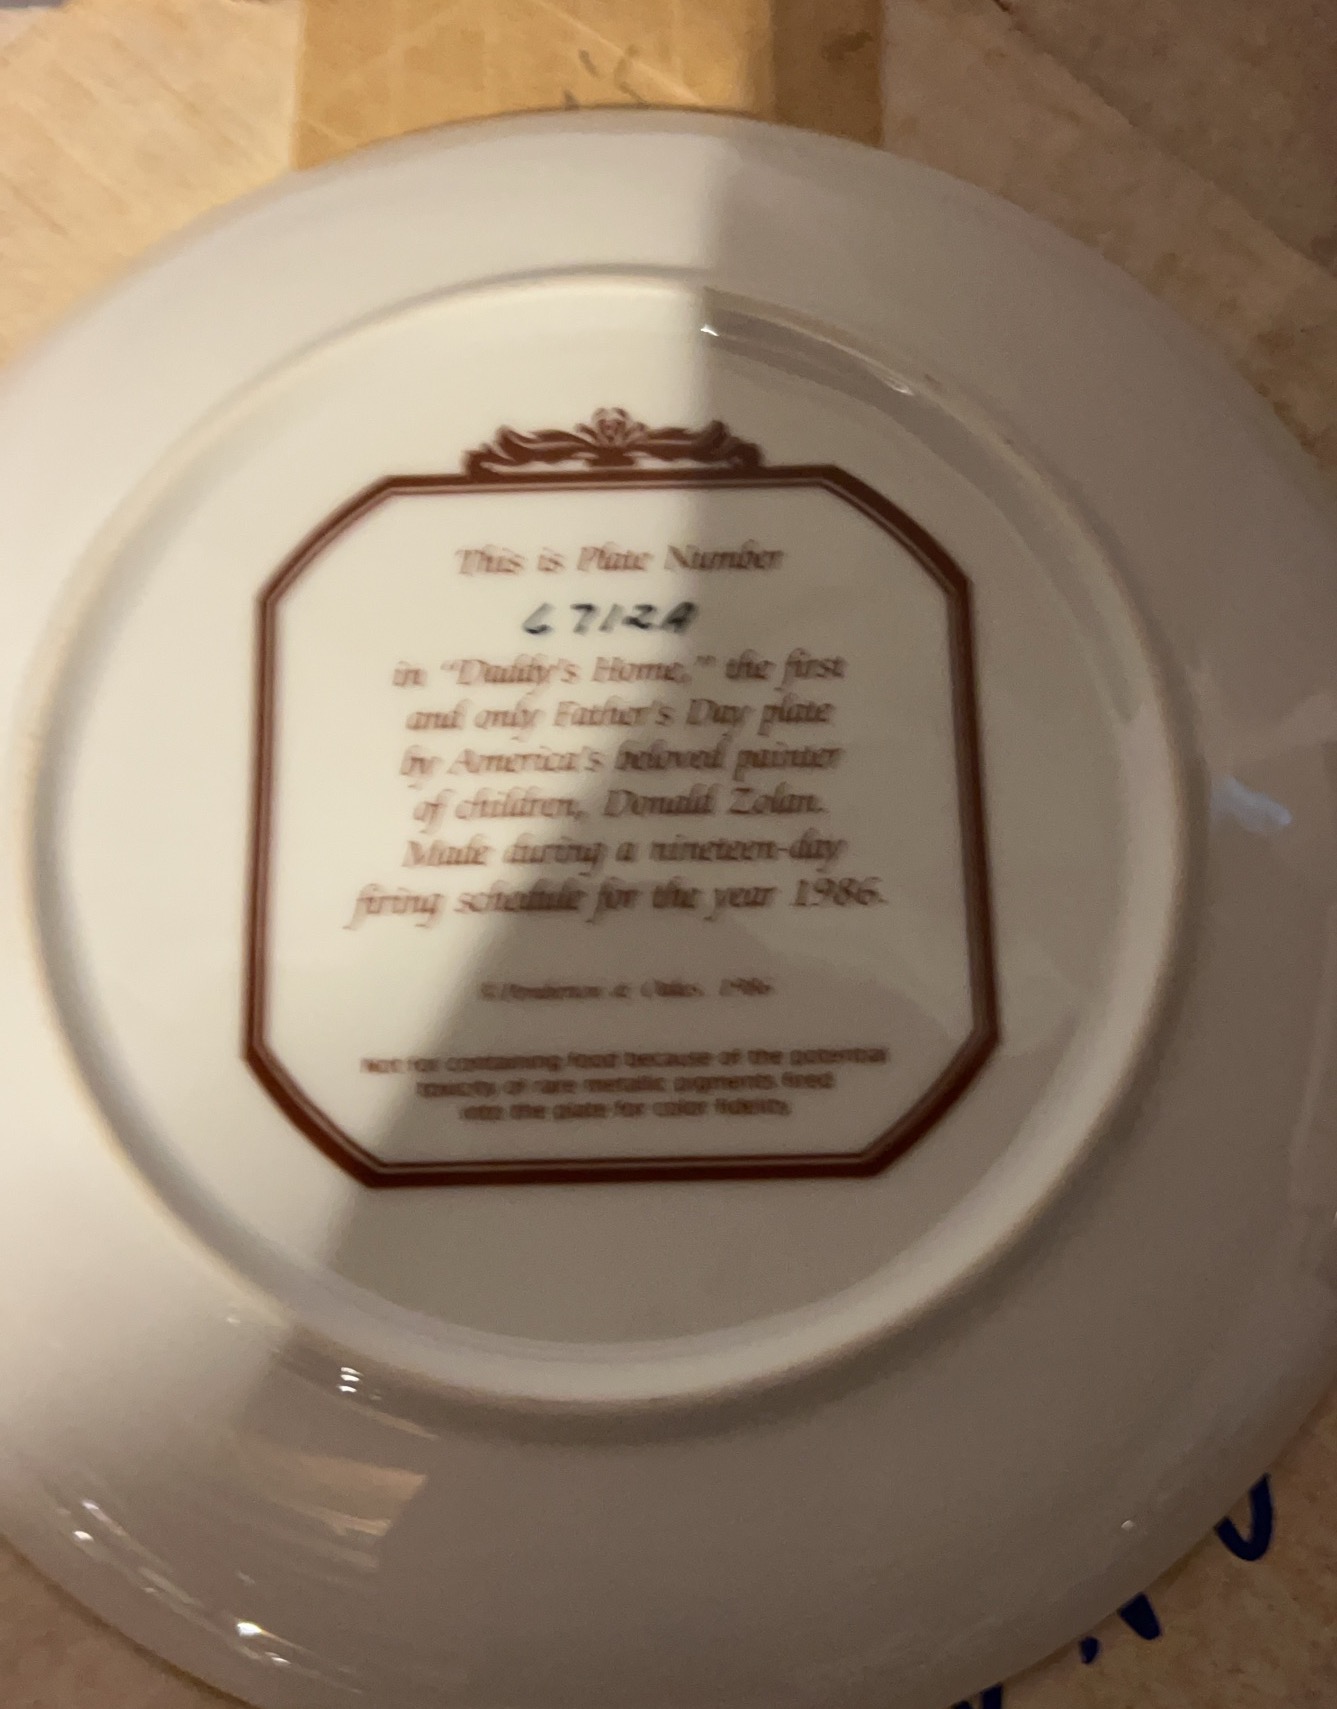 This is Plate Number
6712A
in "Daddy's Home," the first
and only Father's Day plate
by America's beloved painter
of children, Donald Zolan.
Made during a nineteen-day
firing schedule for the year 1986.
© Pemberton & Oakes, 1986
Not for containing food because of the potential
toxicity of rare metallic pigments fired
into the plate for color fidelity.